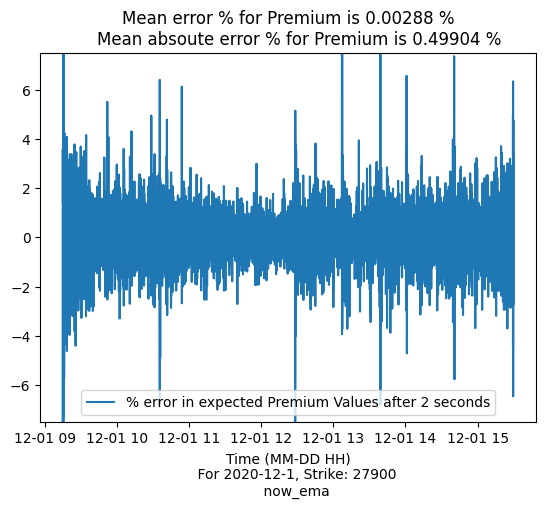 Mean error % for Premium is 0.00288 %
Mean absoute error % for Premium is 0.49904 %
6
4
2
0
−2
−4
−6
% error in expected Premium Values after 2 seconds
12-01 09 12-01 10 12-01 11 12-01 12 12-01 13 12-01 14 12-01 15
Time (MM-DD HH)
For 2020-12-1, Strike: 27900
now_ema